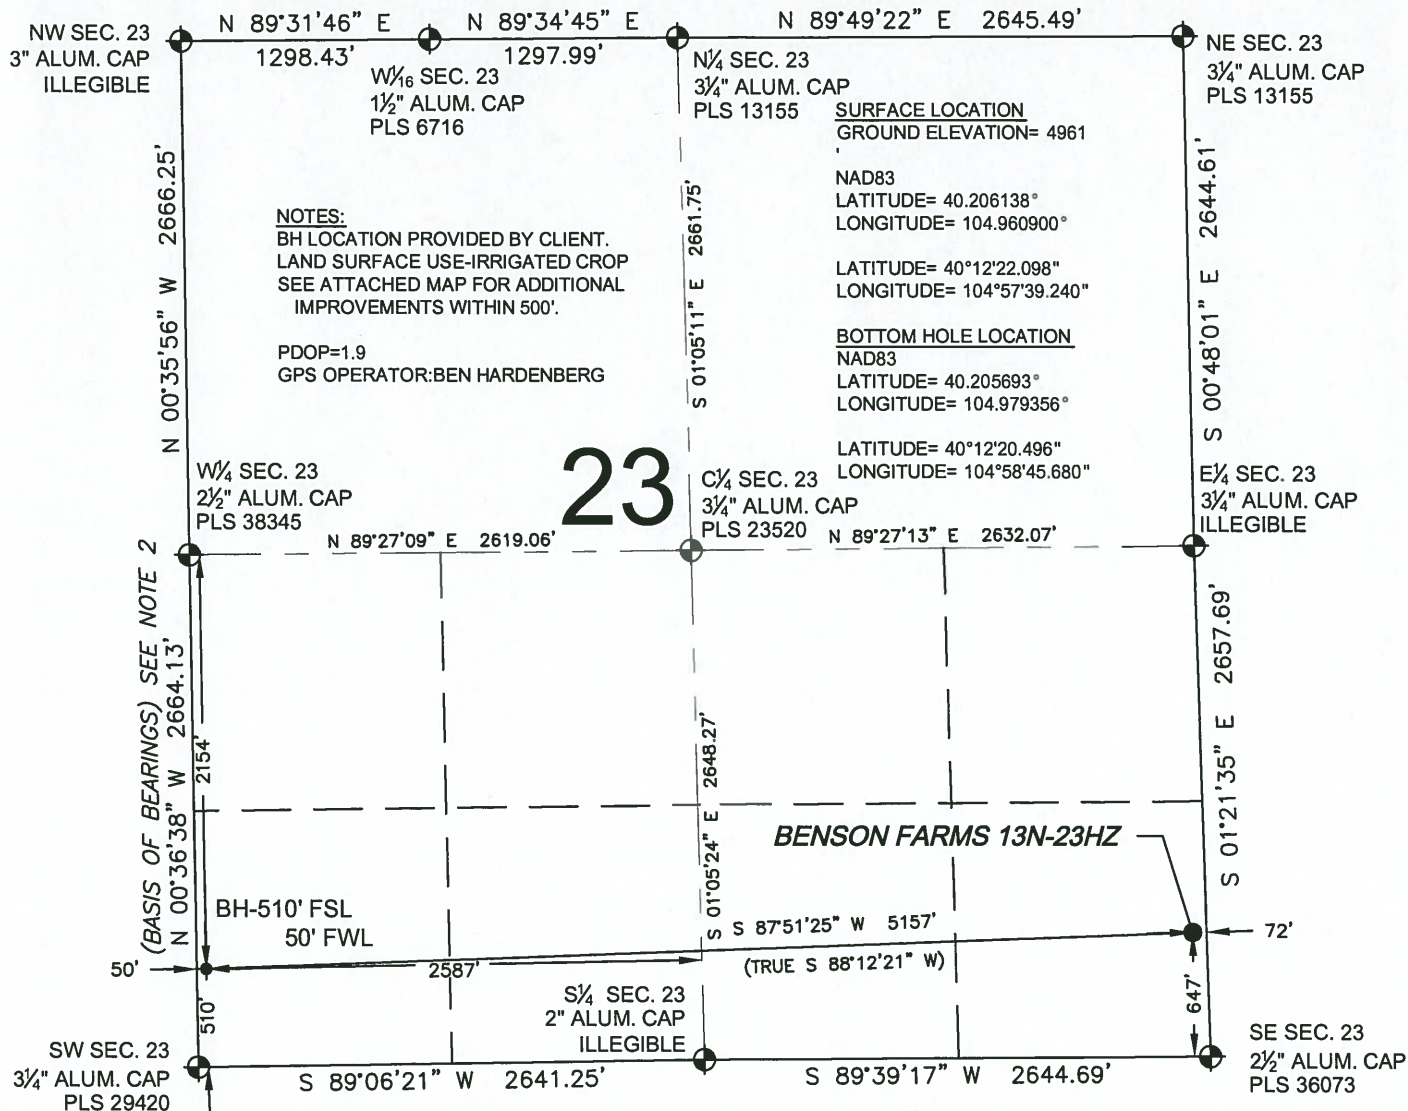 N 89°31'46" E
N 89°34'45" E
N 89°49'22" E 2645.49'
1298.43'
1297.99'
NW SEC. 23
3" ALUM. CAP
ILLEGIBLE
W1⁄16 SEC. 23
1½" ALUM. CAP
PLS 6716
N¼ SEC. 23
3¼" ALUM. CAP
PLS 13155
NE SEC. 23
3¼" ALUM. CAP
PLS 13155
SURFACE LOCATION
GROUND ELEVATION= 4961
'
NAD83
LATITUDE= 40.206138°
LONGITUDE= 104.960900°
LATITUDE= 40°12'22.098"
LONGITUDE= 104°57'39.240"
BOTTOM HOLE LOCATION
NAD83
LATITUDE= 40.205693°
LONGITUDE= 104.979356°
LATITUDE= 40°12'20.496"
LONGITUDE= 104°58'45.680"
NOTES:
BH LOCATION PROVIDED BY CLIENT.
LAND SURFACE USE-IRRIGATED CROP
SEE ATTACHED MAP FOR ADDITIONAL
IMPROVEMENTS WITHIN 500'.
PDOP=1.9
GPS OPERATOR:BEN HARDENBERG
N 00°35'56" W 2666.25'
S 01°05'11" E 2661.75'
S 00°48'01" E 2644.61'
W¼ SEC. 23
2½" ALUM. CAP
PLS 38345
23
C¼ SEC. 23
3¼" ALUM. CAP
PLS 23520
E¼ SEC. 23
3¼" ALUM. CAP
ILLEGIBLE
N 89°27'09" E 2619.06'
N 89°27'13" E 2632.07'
(BASIS OF BEARINGS) SEE NOTE 2
N 00°36'38" W 2664.13'
2154'
S 01°05'24" E 2648.27'
S 01°21'35" E 2657.69'
BENSON FARMS 13N-23HZ
BH-510' FSL
50' FWL
S 87°51'25" W 5157'
(TRUE S 88°12'21" W)
50'
2587'
72'
510'
647'
S¼ SEC. 23
2" ALUM. CAP
ILLEGIBLE
SW SEC. 23
3¼" ALUM. CAP
PLS 29420
SE SEC. 23
2½" ALUM. CAP
PLS 36073
S 89°06'21" W 2641.25'
S 89°39'17" W 2644.69'